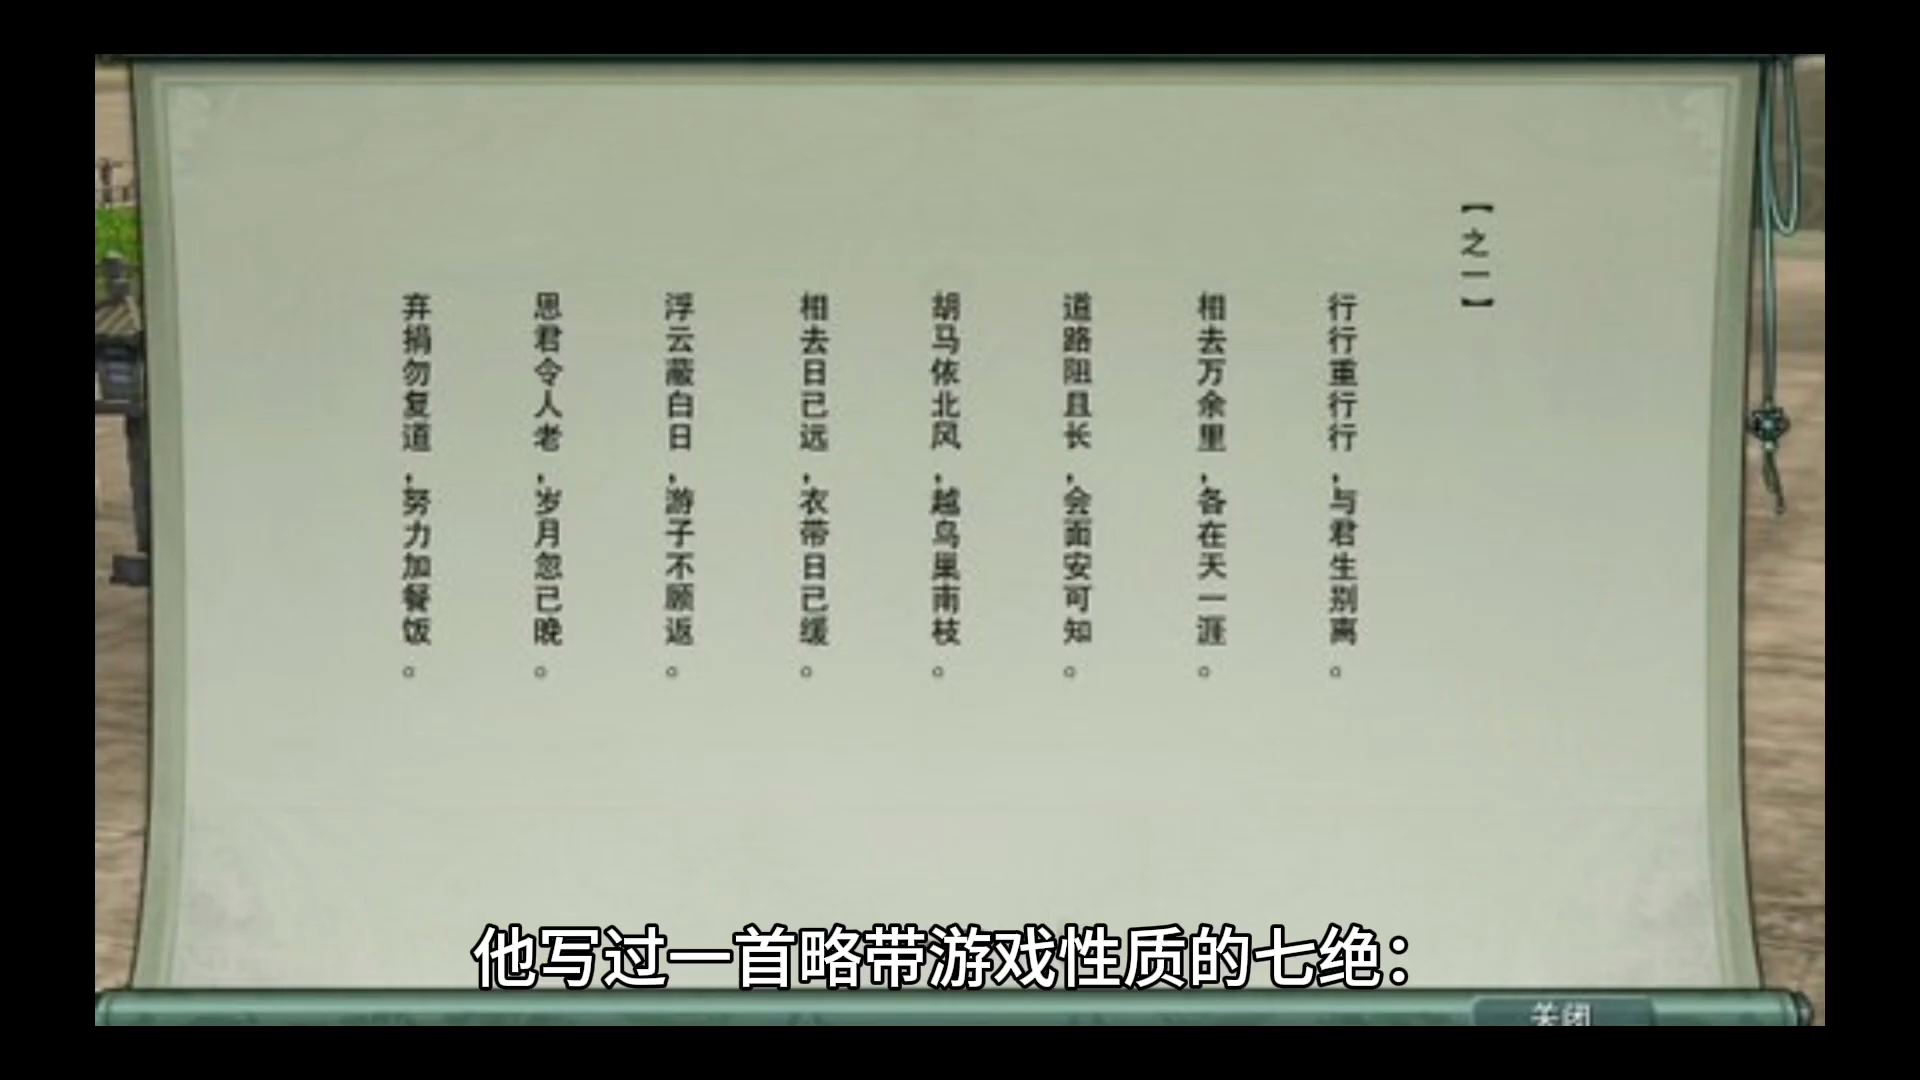 【之一】
行行重行行，与君生别离。
相去万余里，各在天一涯。
道路阻且长，会面安可知。
胡马依北风，越鸟巢南枝。
相去日已远，衣带日已缓。
浮云蔽白日，游子不顾返。
思君令人老，岁月忽已晚。
弃捐勿复道，努力加餐饭。
他写过一首略带游戏性质的七绝：
关闭